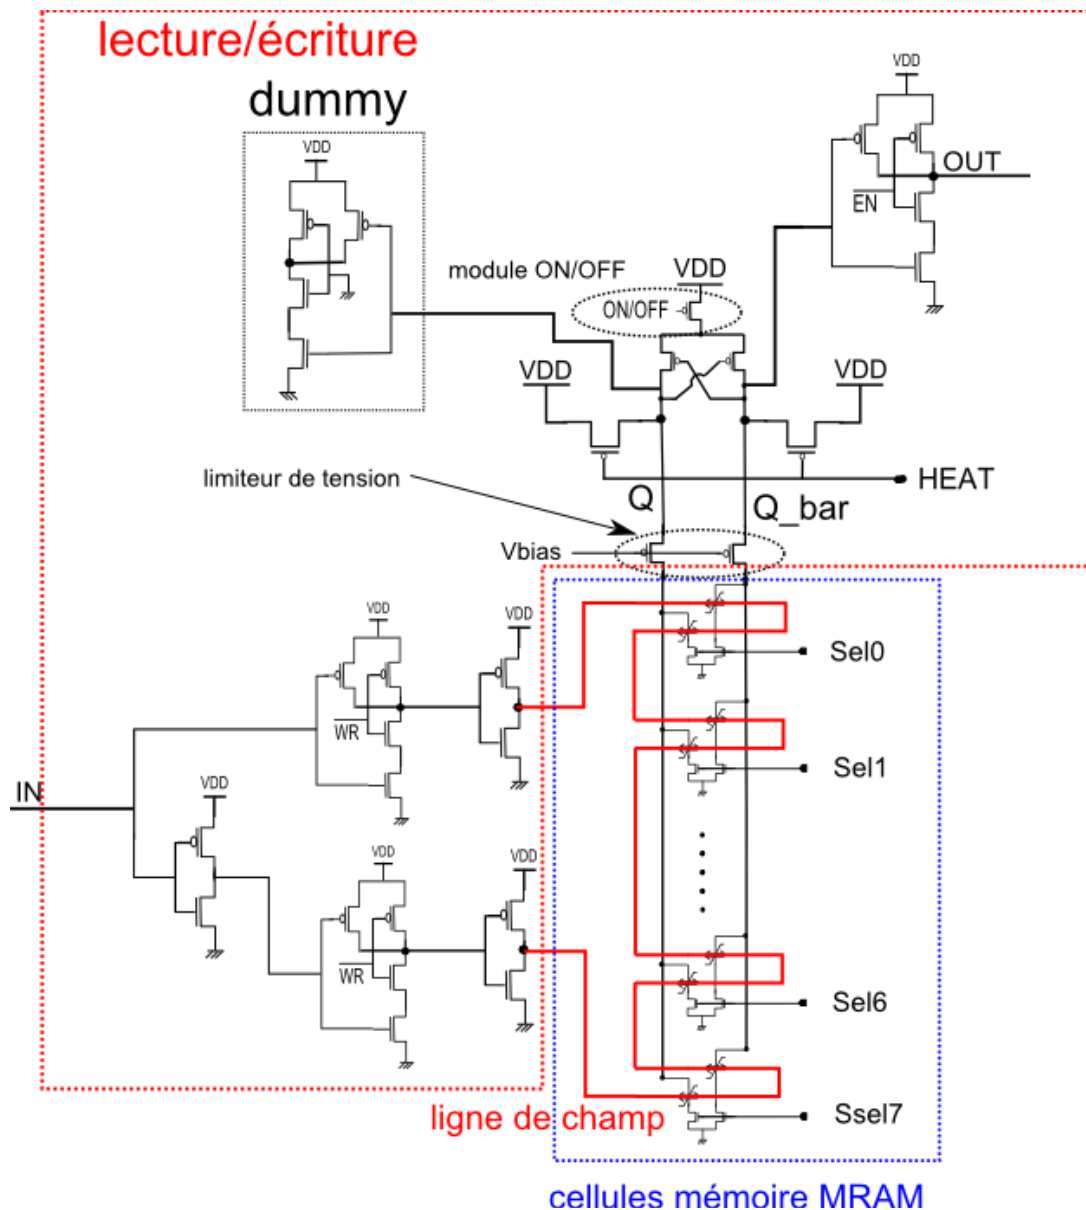 lecture/écriture
dummy
VDD
VDD
OUT
EN
module ON/OFF
VDD
ON/OFF
VDD
VDD
limiteur de tension
HEAT
Q
Q_bar
Vbias
VDD
VDD
Sel0
WR
Sel1
IN
VDD
VDD
VDD
WR
Sel6
ligne de champ
Ssel7
cellules mémoire MRAM